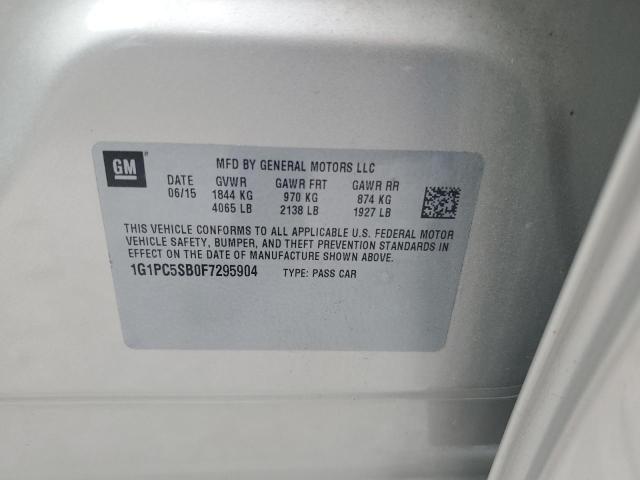 GM
MFD BY GENERAL MOTORS LLC
DATE GVWR GAWR FRT GAWR RR
06/15 1844 KG 970 KG 874 KG
4065 LB 2138 LB 1927 LB
THIS VEHICLE CONFORMS TO ALL APPLICABLE U.S. FEDERAL MOTOR
VEHICLE SAFETY, BUMPER, AND THEFT PREVENTION STANDARDS IN
EFFECT ON THE DATE OF MANUFACTURE SHOWN ABOVE.
1G1PC5SB0F7295904 TYPE: PASS CAR